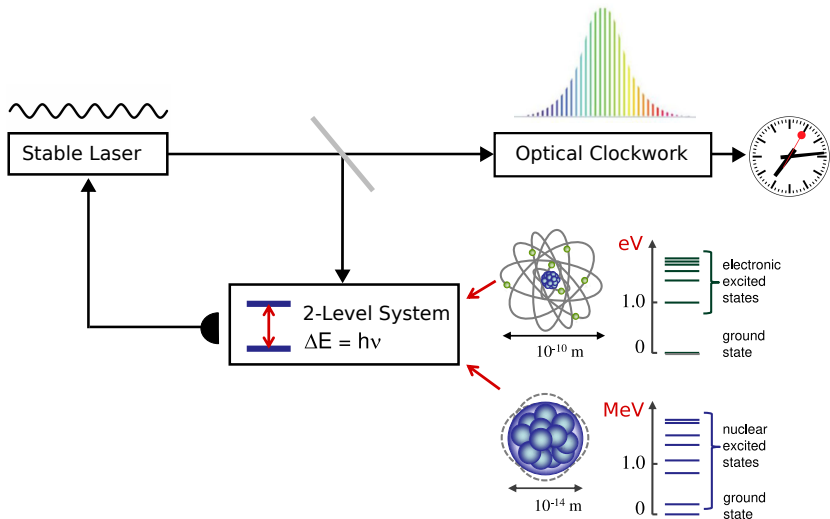 Stable Laser
Optical Clockwork
2-Level System
ΔE = hν
10⁻¹⁰ m
eV
1.0
0
electronic
excited
states
ground
state
10⁻¹⁴ m
MeV
1.0
0
nuclear
excited
states
ground
state